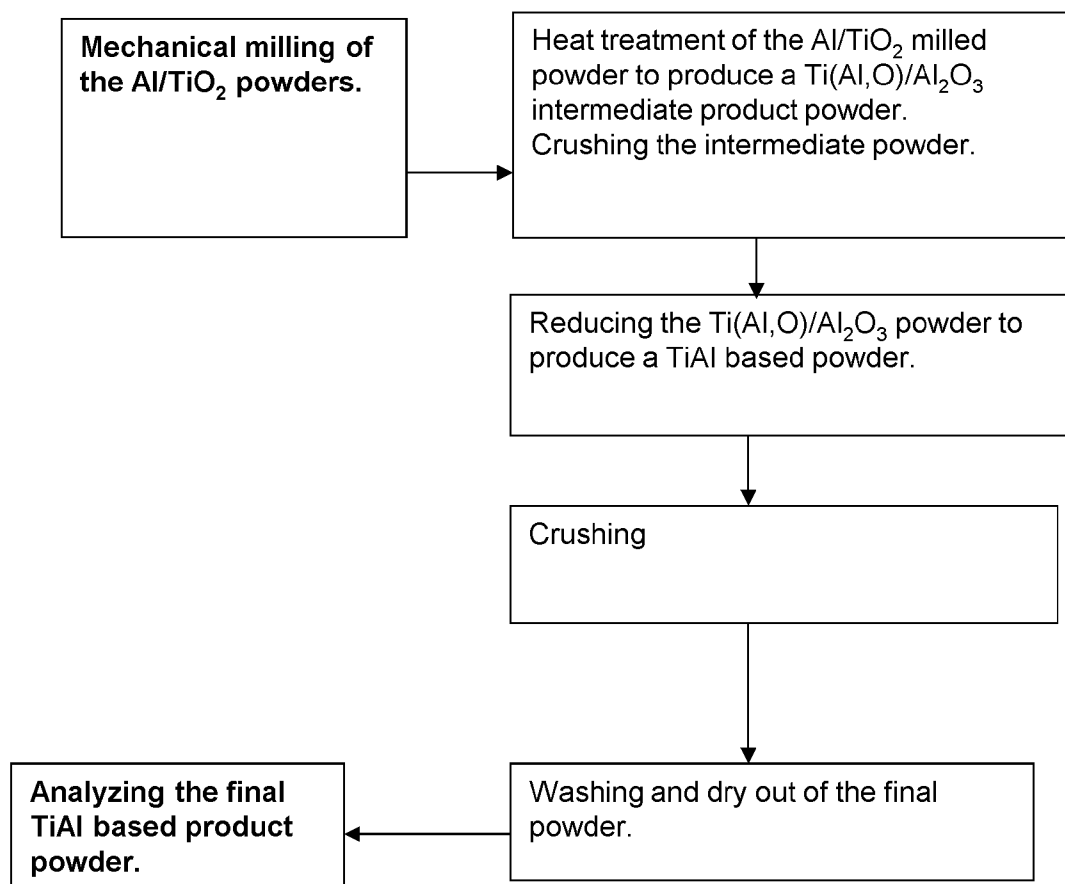 Mechanical milling of
the Al/TiO₂ powders.
Heat treatment of the Al/TiO₂ milled
powder to produce a Ti(Al,O)/Al₂O₃
intermediate product powder.
Crushing the intermediate powder.
Reducing the Ti(Al,O)/Al₂O₃ powder to
produce a TiAl based powder.
Crushing
Washing and dry out of the final
powder.
Analyzing the final
TiAl based product
powder.